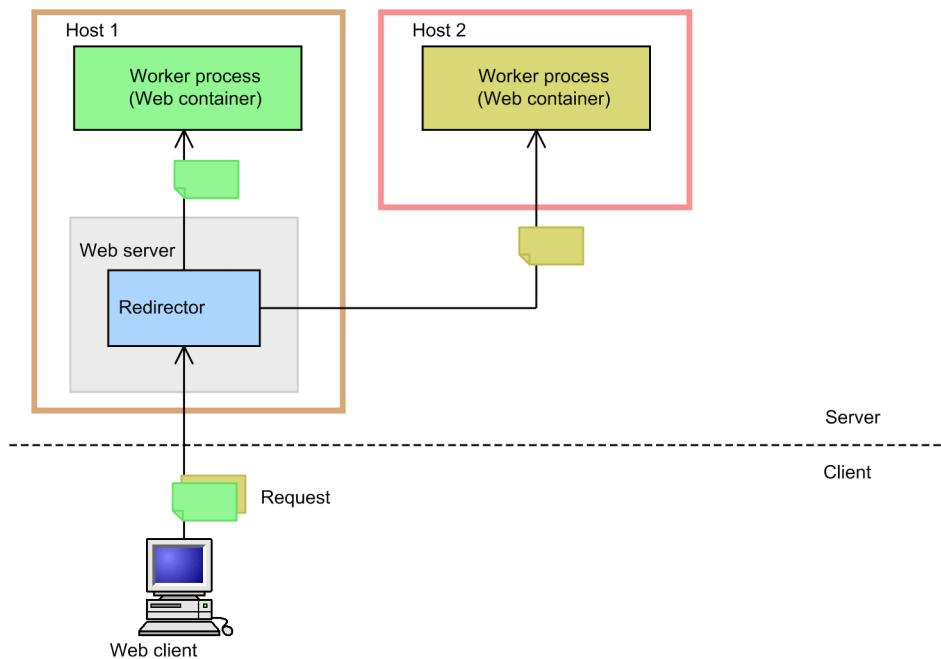 Host 1
Worker process
(Web container)
Host 2
Worker process
(Web container)
Web server
Redirector
Server
Client
Request
Web client